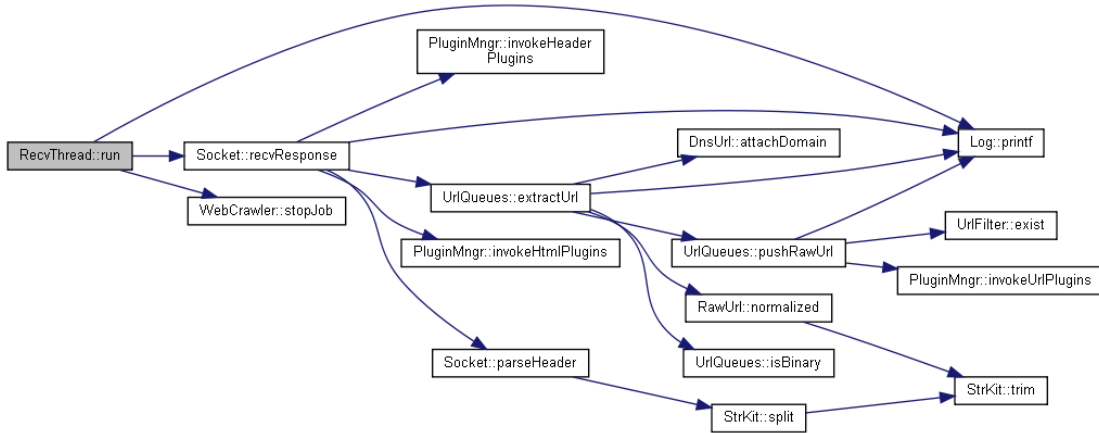 PluginMngr::invokeHeader
Plugins
RecvThread::run
Socket::recvResponse
DnsUrl::attachDomain
Log::printf
WebCrawler::stopJob
UrlQueues::extractUrl
UrlFilter::exist
PluginMngr::invokeHtmlPlugins
UrlQueues::pushRawUrl
PluginMngr::invokeUrlPlugins
RawUrl::normalized
Socket::parseHeader
UrlQueues::isBinary
StrKit::trim
StrKit::split